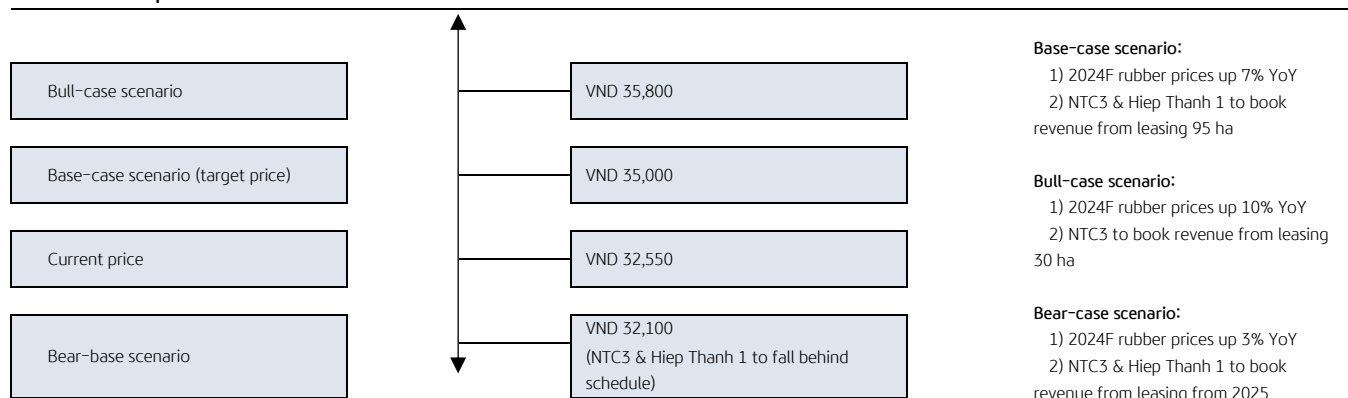 Bull-case scenario
VND 35,800
Base-case scenario (target price)
VND 35,000
Current price
VND 32,550
Bear-base scenario
VND 32,100
(NTC3 & Hiep Thanh 1 to fall behind
schedule)
Base-case scenario:
1) 2024F rubber prices up 7% YoY
2) NTC3 & Hiep Thanh 1 to book
revenue from leasing 95 ha
Bull-case scenario:
1) 2024F rubber prices up 10% YoY
2) NTC3 to book revenue from leasing
30 ha
Bear-case scenario:
1) 2024F rubber prices up 3% YoY
2) NTC3 & Hiep Thanh 1 to book
revenue from leasing from 2025